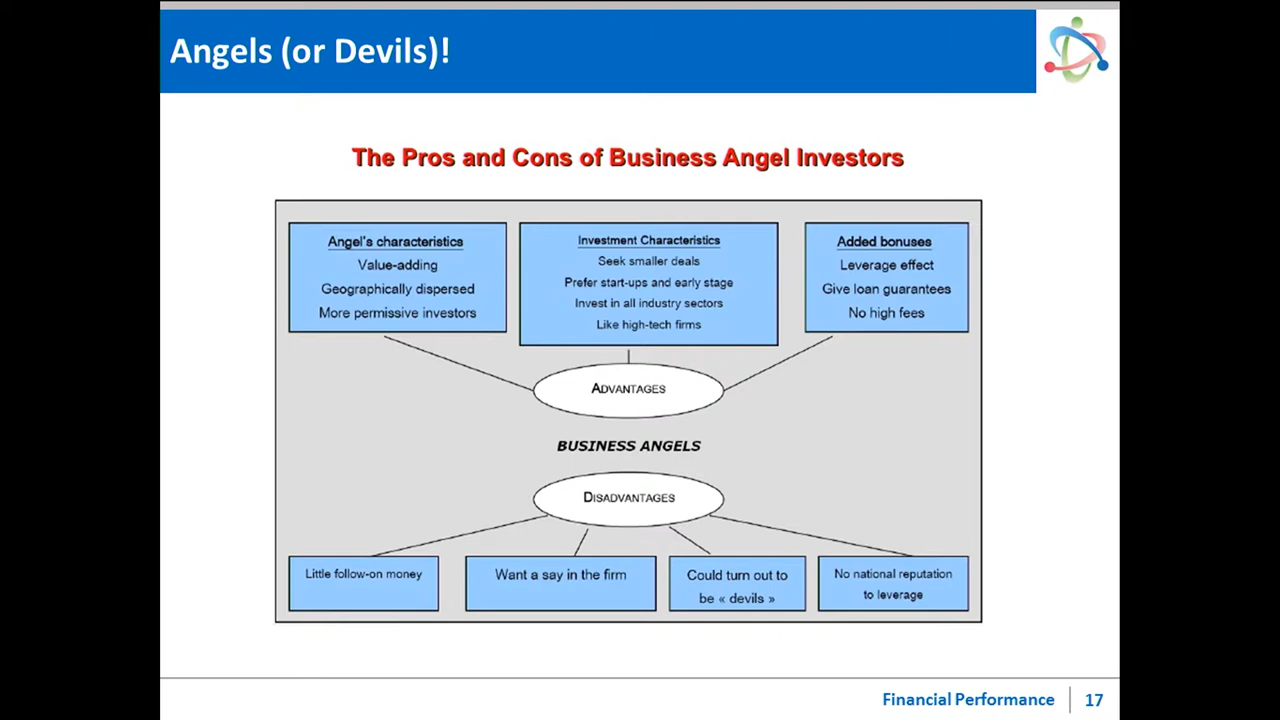 Angels (or Devils)!
The Pros and Cons of Business Angel Investors
Angel's characteristics
Value-adding
Geographically dispersed
More permissive investors
Investment Characteristics
Seek smaller deals
Prefer start-ups and early stage
Invest in all industry sectors
Like high-tech firms
Added bonuses
Leverage effect
Give loan guarantees
No high fees
ADVANTAGES
BUSINESS ANGELS
DISADVANTAGES
Little follow-on money
Want a say in the firm
Could turn out to
be « devils »
No national reputation
to leverage
Financial Performance
17